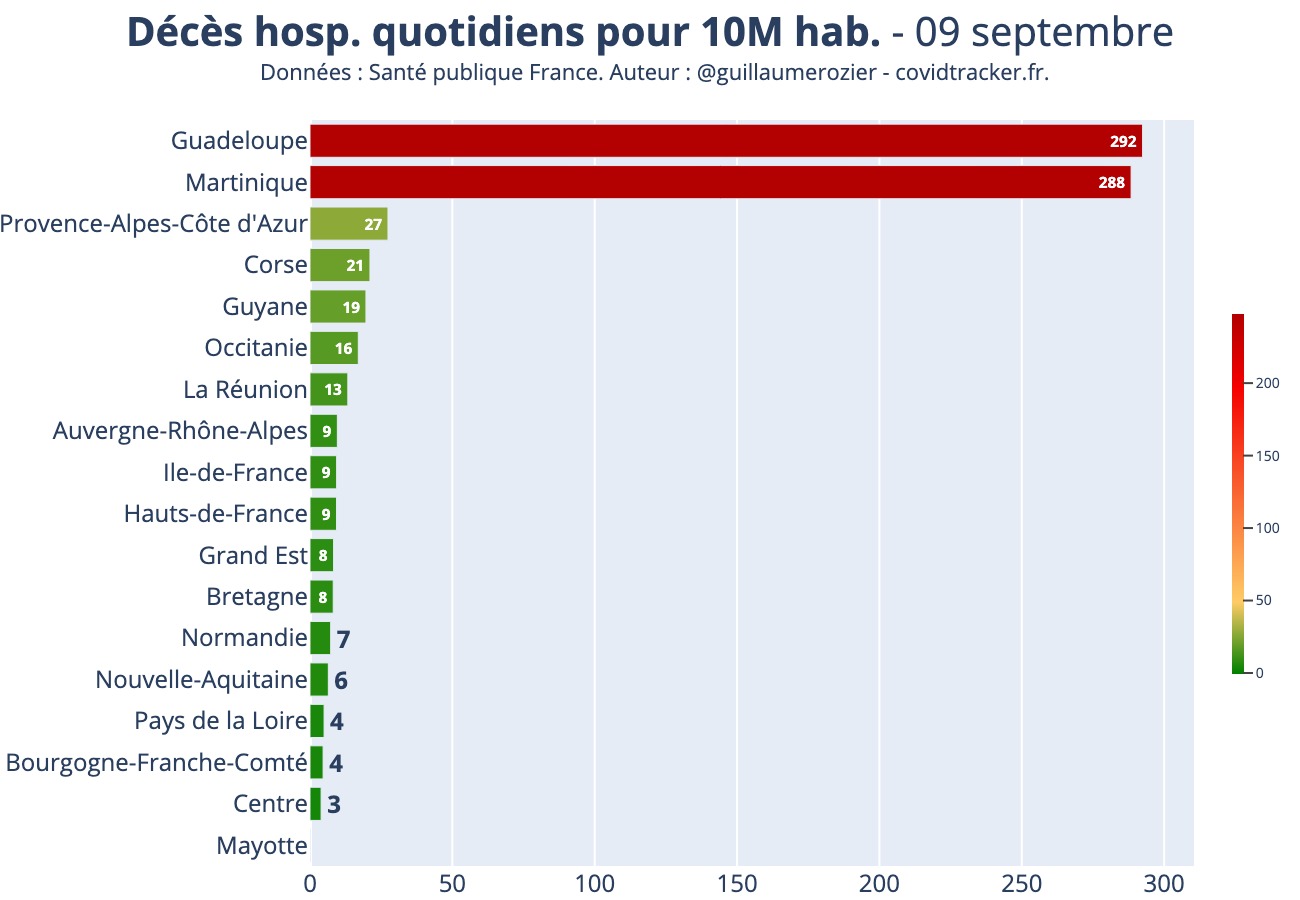 Décès hosp. quotidiens pour 10M hab. - 09 septembre
Données : Santé publique France. Auteur : @guillaumerozier - covidtracker.fr.
Guadeloupe 292
Martinique 288
Provence-Alpes-Côte d'Azur 27
Corse 21
Guyane 19
Occitanie 16
La Réunion 13
Auvergne-Rhône-Alpes 9
Ile-de-France 9
Hauts-de-France 9
Grand Est 8
Bretagne 8
Normandie 7
Nouvelle-Aquitaine 6
Pays de la Loire 4
Bourgogne-Franche-Comté 4
Centre 3
Mayotte
0 50 100 150 200 250 300
200
150
100
50
0